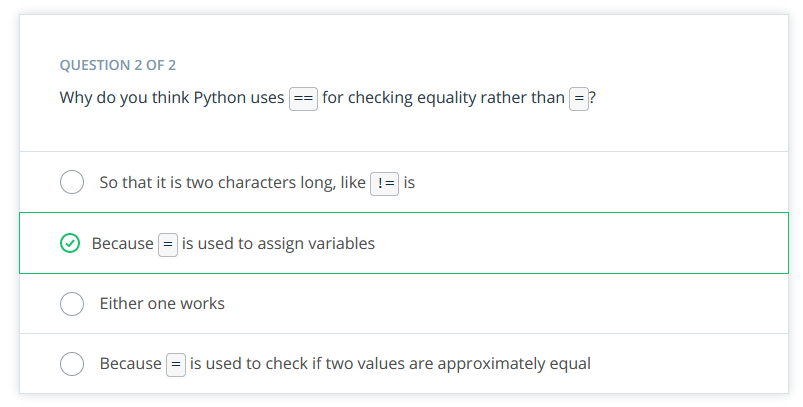 QUESTION 2 OF 2
Why do you think Python uses == for checking equality rather than = ?
So that it is two characters long, like != is
Because = is used to assign variables
Either one works
Because = is used to check if two values are approximately equal